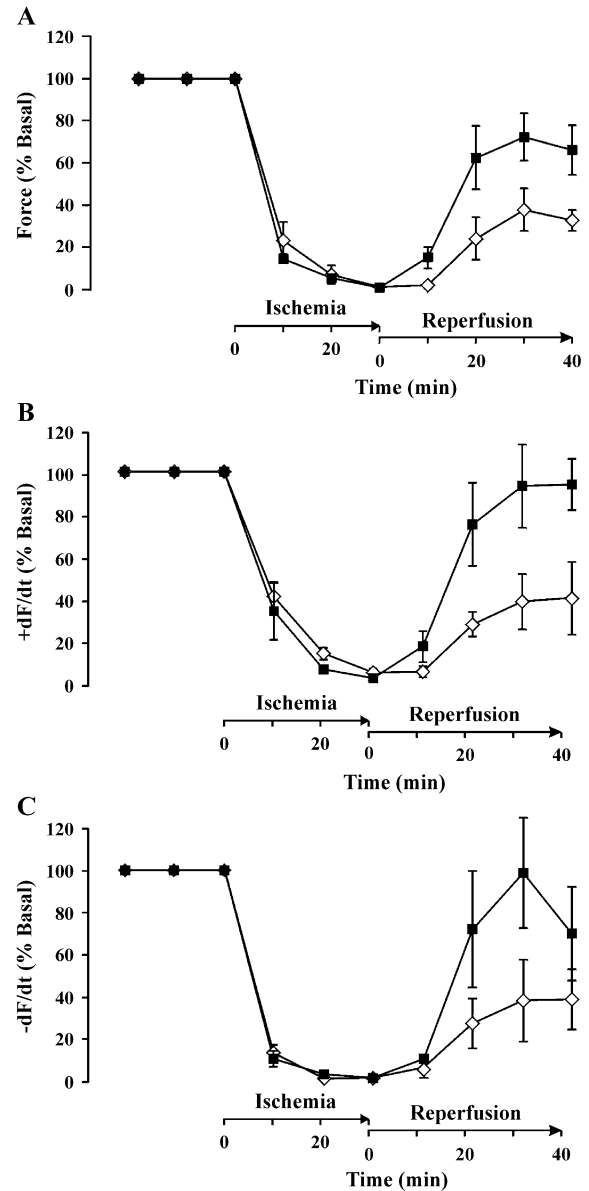 A
120
100
80
60
40
20
0
Force (% Basal)
Ischemia
Reperfusion
0 20 0 20 40
Time (min)
B
120
100
80
60
40
20
0
+dF/dt (% Basal)
Ischemia
Reperfusion
0 20 0 20 40
Time (min)
C
120
100
80
60
40
20
0
-dF/dt (% Basal)
Ischemia
Reperfusion
0 20 0 20 40
Time (min)